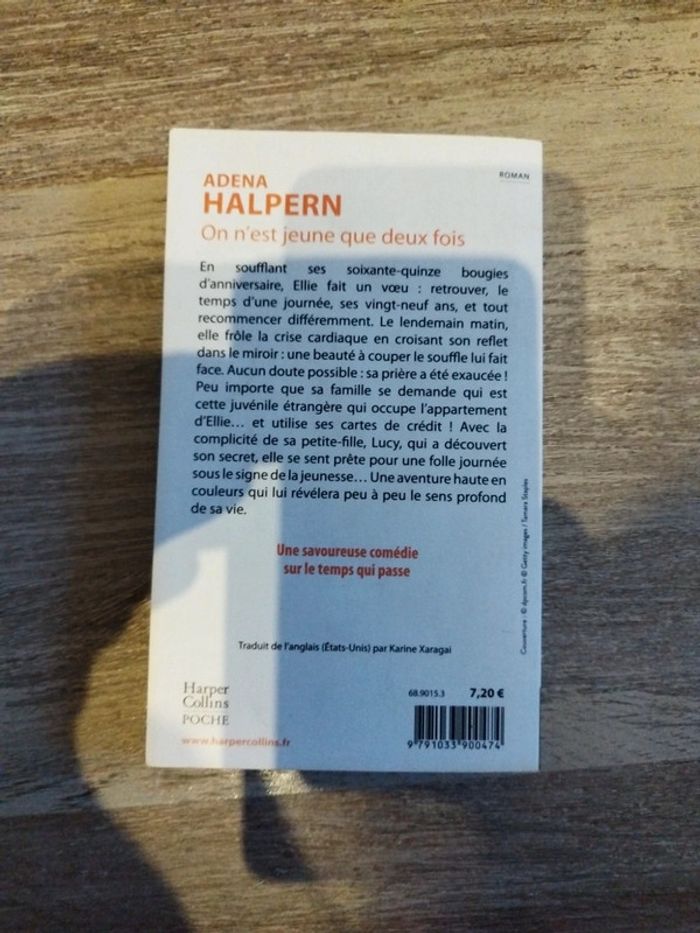 ROMAN
ADENA
HALPERN
On n'est jeune que deux fois
En soufflant ses soixante-quinze bougies
d'anniversaire, Ellie fait un vœu : retrouver, le
temps d'une journée, ses vingt-neuf ans, et tout
recommencer différemment. Le lendemain matin,
elle frôle la crise cardiaque en croisant son reflet
dans le miroir : une beauté à couper le souffle lui fait
face. Aucun doute possible : sa prière a été exaucée !
Peu importe que sa famille se demande qui est
cette juvénile étrangère qui occupe l'appartement
d'Ellie... et utilise ses cartes de crédit ! Avec la
complicité de sa petite-fille, Lucy, qui a découvert
son secret, elle se sent prête pour une folle journée
sous le signe de la jeunesse... Une aventure haute en
couleurs qui lui révélera peu à peu le sens profond
de sa vie.
Une savoureuse comédie
sur le temps qui passe
Couverture : © dpcom.fr © Getty images / Tamara Staples
Traduit de l'anglais (États-Unis) par Karine Xaragai
Harper
Collins
POCHE
www.harpercollins.fr
68.9015.3 7,20 €
9 791033 900474